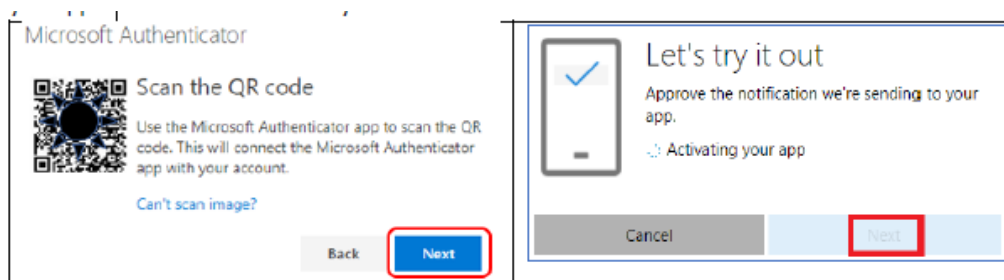 Microsoft Authenticator
Scan the QR code
Use the Microsoft Authenticator app to scan the QR
code. This will connect the Microsoft Authenticator
app with your account.
Can't scan image?
Back
Next
Let's try it out
Approve the notification we're sending to your
app.
Activating your app
Cancel
Next